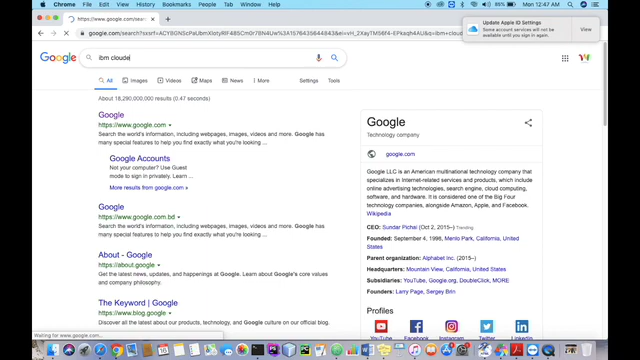 Chrome File Edit View History Bookmarks People Tab Window Help
85%
Mon 12:47 AM
https://www.google.com/sear
Update Apple ID Settings
Some account services will not be
available until you sign in again.
View
ibm cloude
Google
All Images Videos Maps News More Settings Tools
About 18,290,000,000 results (0.47 seconds)
Google
https://www.google.com
Search the world's information, including webpages, images, videos and more. Google has
many special features to help you find exactly what you're looking ...
Google Accounts
Not your computer? Use Guest
mode to sign in privately. Learn ...
More results from google.com »
Google
https://www.google.com.bd
Search the world's information, including webpages, images, videos and more. Google has
many special features to help you find exactly what you're looking ...
About - Google
https://about.google
Get the latest news, updates, and happenings at Google. Learn about Google's core values
and company philosophy.
The Keyword | Google
https://www.blog.google
Discover all the latest about our products, technology, and Google culture on our official blog.
Waiting for www.google.com...
Google
Technology company
google.com
Google LLC is an American multinational technology company
that specializes in Internet-related services and products, which include
online advertising technologies, search engine, cloud computing,
software, and hardware. It is considered one of the Big Four
technology companies, alongside Amazon, Apple, and Facebook.
Wikipedia
CEO: Sundar Pichai (Oct 2, 2015–) Trending
Founded: September 4, 1998, Menlo Park, California, United
States
Parent organization: Alphabet Inc. (2015–)
Headquarters: Mountain View, California, United States
Subsidiaries: YouTube, Google.org, DoubleClick, MORE
Founders: Larry Page, Sergey Brin
Profiles
YouTube Facebook Instagram Twitter LinkedIn